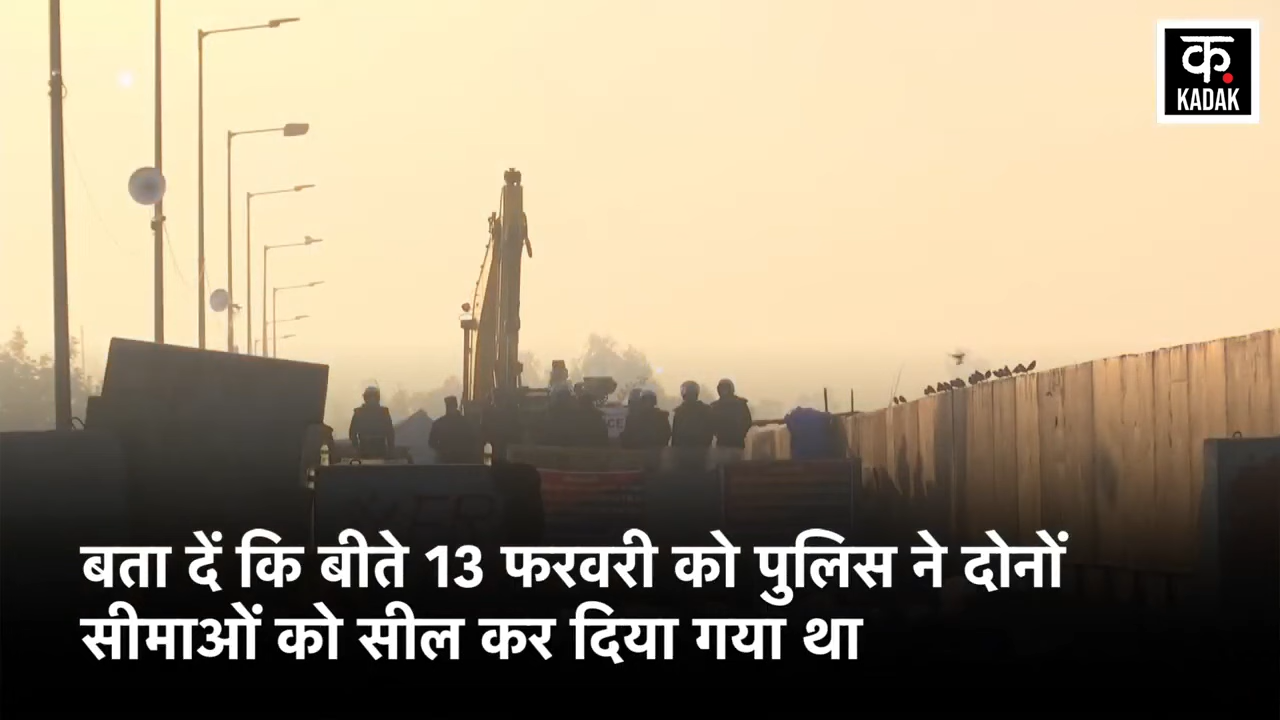 क.
KADAK
बता दें कि बीते 13 फरवरी को पुलिस ने दोनों
सीमाओं को सील कर दिया गया था